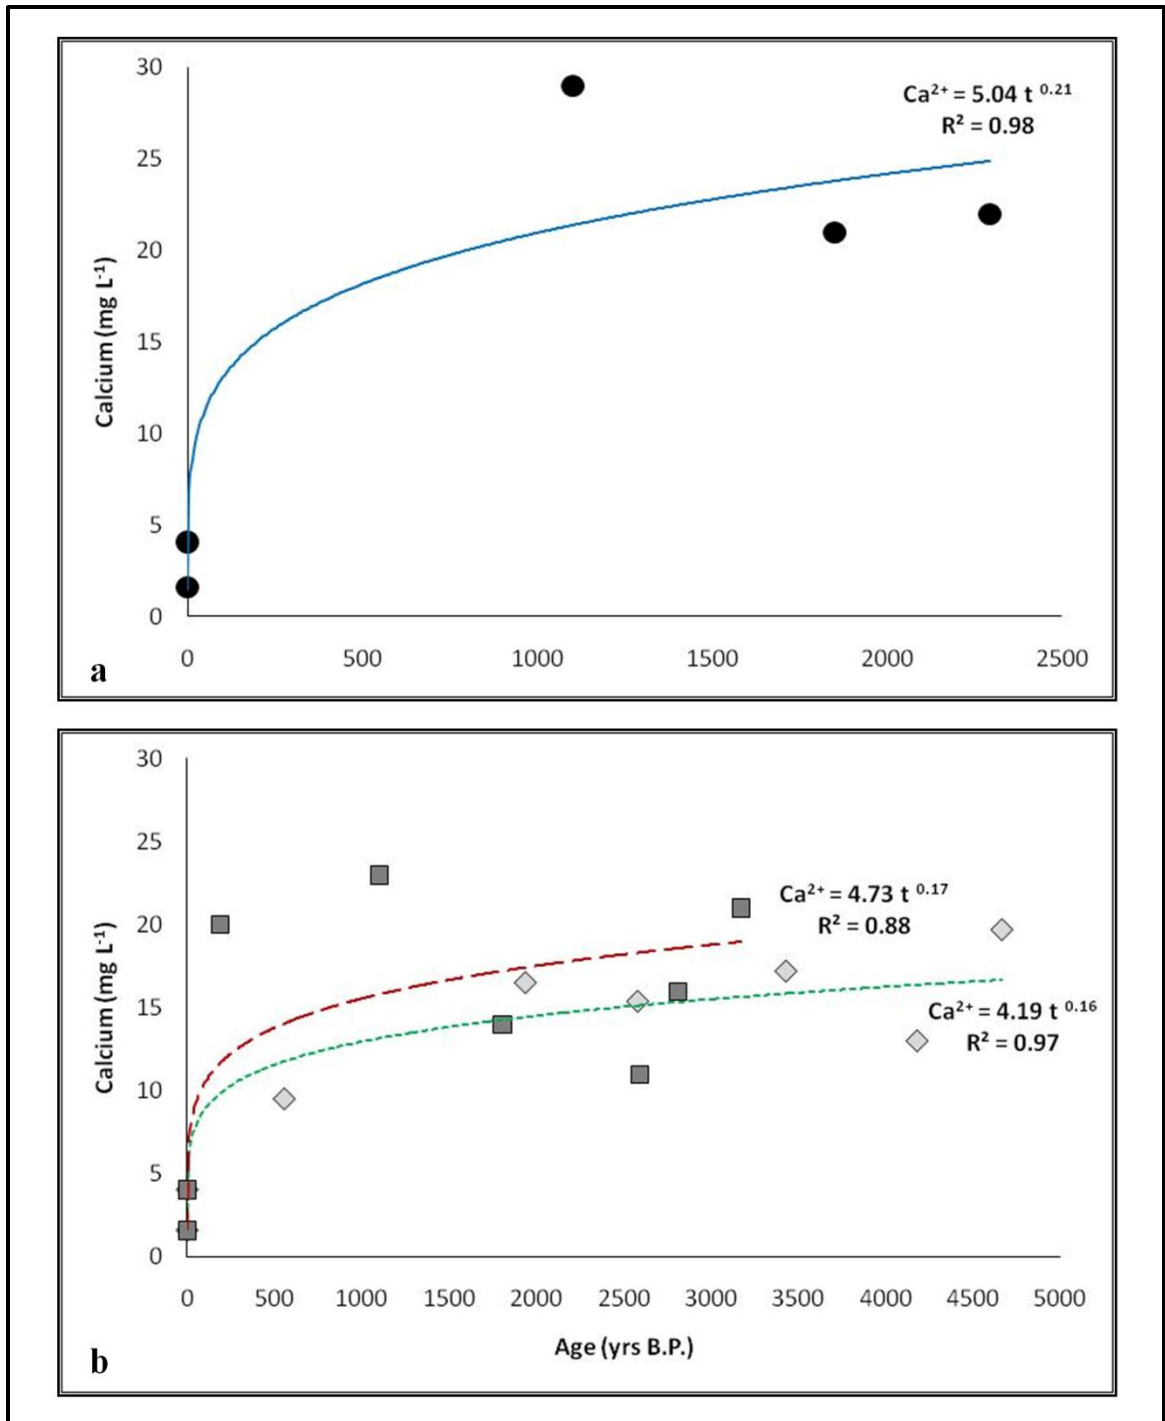 30
Ca²⁺ = 5.04 t ⁰·²¹
R² = 0.98
25
20
15
10
5
0
Calcium (mg L⁻¹)
0 500 1000 1500 2000 2500
a
30
25
Ca²⁺ = 4.73 t ⁰·¹⁷
R² = 0.88
20
15
Ca²⁺ = 4.19 t ⁰·¹⁶
R² = 0.97
10
5
0
Calcium (mg L⁻¹)
0 500 1000 1500 2000 2500 3000 3500 4000 4500 5000
Age (yrs B.P.)
b